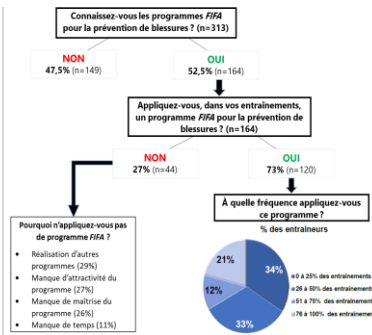 Connaissez-vous les programmes FIFA
pour la prévention de blessures ? (n=313)
NON
47,5% (n=149)
OUI
52,5% (n=164)
Appliquez-vous, dans vos entraînements,
un programme FIFA pour la prévention de
blessures ? (n=164)
NON
27% (n=44)
OUI
73% (n=120)
Pourquoi n'appliquez-vous pas
de programme FIFA ?
• Réalisation d'autres
programmes (29%)
• Manque d'attractivité du
programme (27%)
• Manque de maîtrise du
programme (26%)
• Manque de temps (11%)
À quelle fréquence appliquez-vous
ce programme ?
% des entraineurs
21%
34%
12%
33%
0 à 25% des entrainements
26 à 50% des entrainements
51 à 75% des entrainements
76 à 100% des entrainements